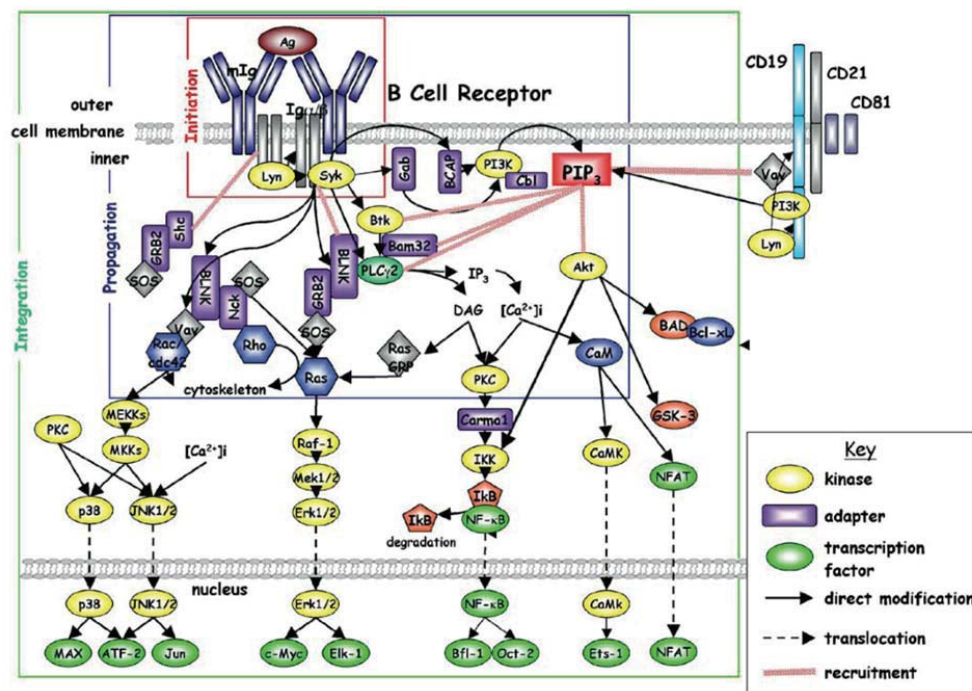 Ag
mIg
Igα/β
B Cell Receptor
CD19
CD21
CD81
outer
cell membrane
inner
Initiation
Propagation
Integration
Lyn
Syk
Gab
BCAP
PI3K
Cbl
PIP3
Vav
PI3K
Lyn
Shc
GRB2
SOS
Btk
Bam32
PLCγ2
BLNK
GRB2
SOS
BLNK
Nck
SOS
Vav
Rac/
cdc42
Rho
Ras
cytoskeleton
IP3
DAG
[Ca2+]i
Ras
GRP
Akt
BAD
Bcl-xL
CaM
GSK-3
PKC
Carma1
IKK
IkB
NF-κB
IkB
degradation
CaMK
NFAT
MEKKs
PKC
MKKs
[Ca2+]i
p38
JNK1/2
Raf-1
Mek1/2
Erk1/2
nucleus
p38
JNK1/2
Erk1/2
NF-κB
CaMk
MAX
ATF-2
Jun
c-Myc
Elk-1
Bfl-1
Oct-2
Ets-1
NFAT
Key
kinase
adapter
transcription
factor
direct modification
translocation
recruitment